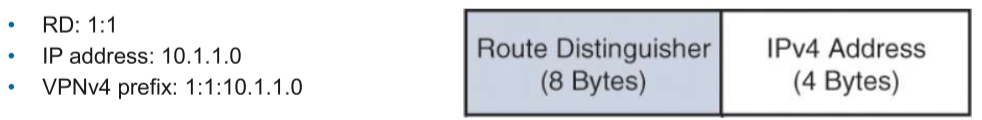 • RD: 1:1
• IP address: 10.1.1.0
• VPNv4 prefix: 1:1:10.1.1.0
Route Distinguisher
(8 Bytes)
IPv4 Address
(4 Bytes)